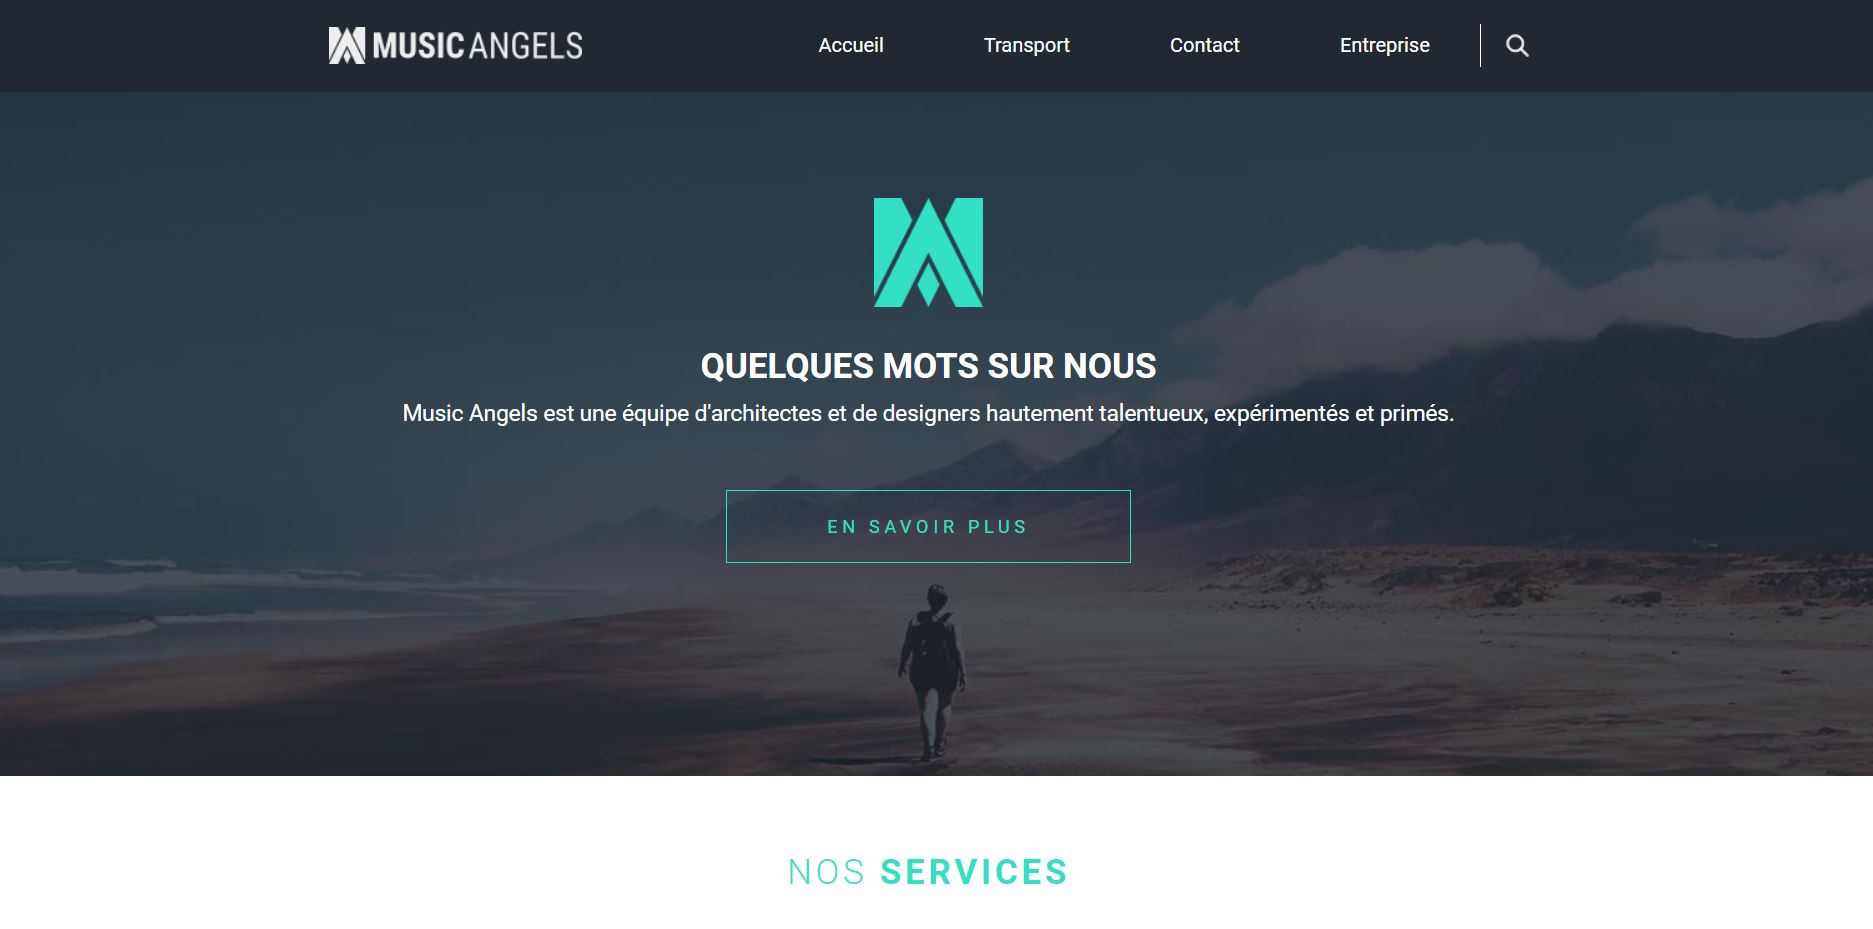 MUSIC ANGELS
Accueil
Transport
Contact
Entreprise
QUELQUES MOTS SUR NOUS
Music Angels est une équipe d'architectes et de designers hautement talentueux, expérimentés et primés.
EN SAVOIR PLUS
NOS SERVICES